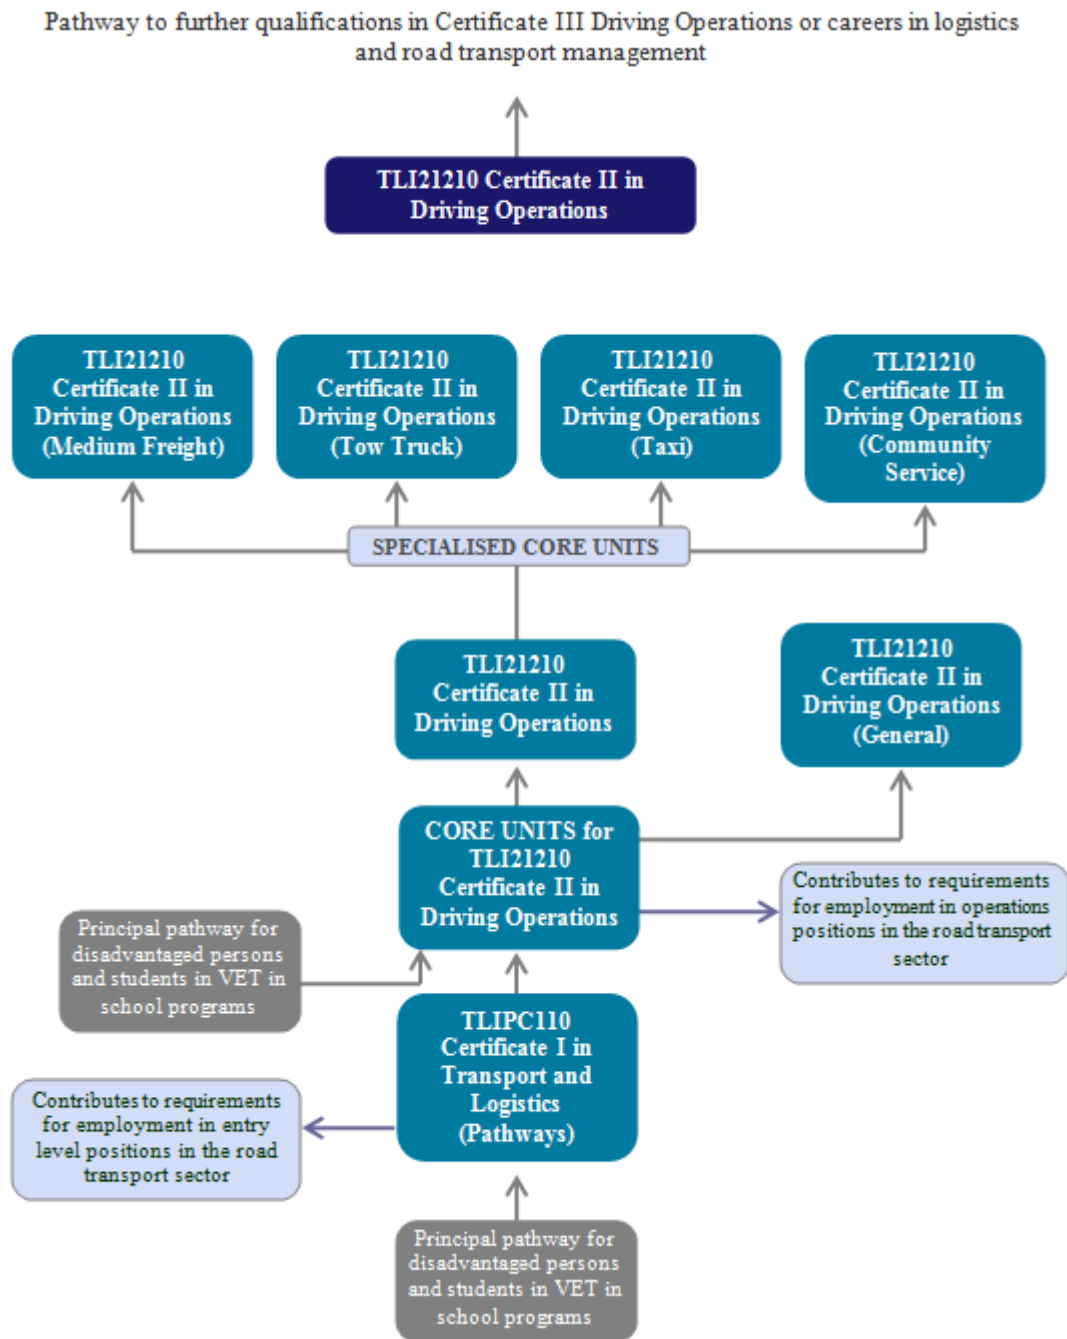 Pathway to further qualifications in Certificate III Driving Operations or careers in logistics
and road transport management
TLI21210 Certificate II in
Driving Operations
TLI21210
Certificate II in
Driving Operations
(Medium Freight)
TLI21210
Certificate II in
Driving Operations
(Tow Truck)
TLI21210
Certificate II in
Driving Operations
(Taxi)
TLI21210
Certificate II in
Driving Operations
(Community
Service)
SPECIALISED CORE UNITS
TLI21210
Certificate II in
Driving Operations
TLI21210
Certificate II in
Driving Operations
(General)
CORE UNITS for
TLI21210
Certificate II in
Driving Operations
Contributes to requirements
for employment in operations
positions in the road transport
sector
Principal pathway for
disadvantaged persons
and students in VET in
school programs
TLIPC110
Certificate I in
Transport and
Logistics
(Pathways)
Contributes to requirements
for employment in entry
level positions in the road
transport sector
Principal pathway for
disadvantaged persons
and students in VET in
school programs